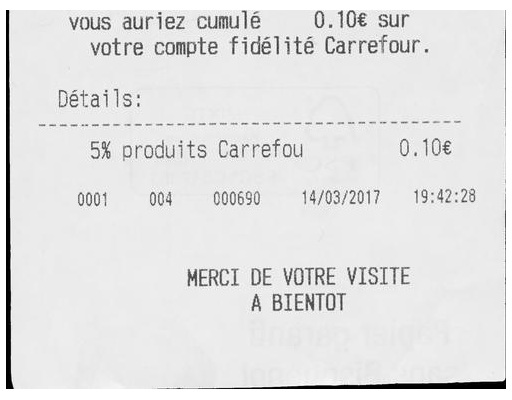 vous auriez cumulé 0.10€ sur
votre compte fidélité Carrefour.
Détails:
5% produits Carrefou 0.10€
0001 004 000690 14/03/2017 19:42:28
MERCI DE VOTRE VISITE
A BIENTOT
Papier garanti
sans Bisphénol